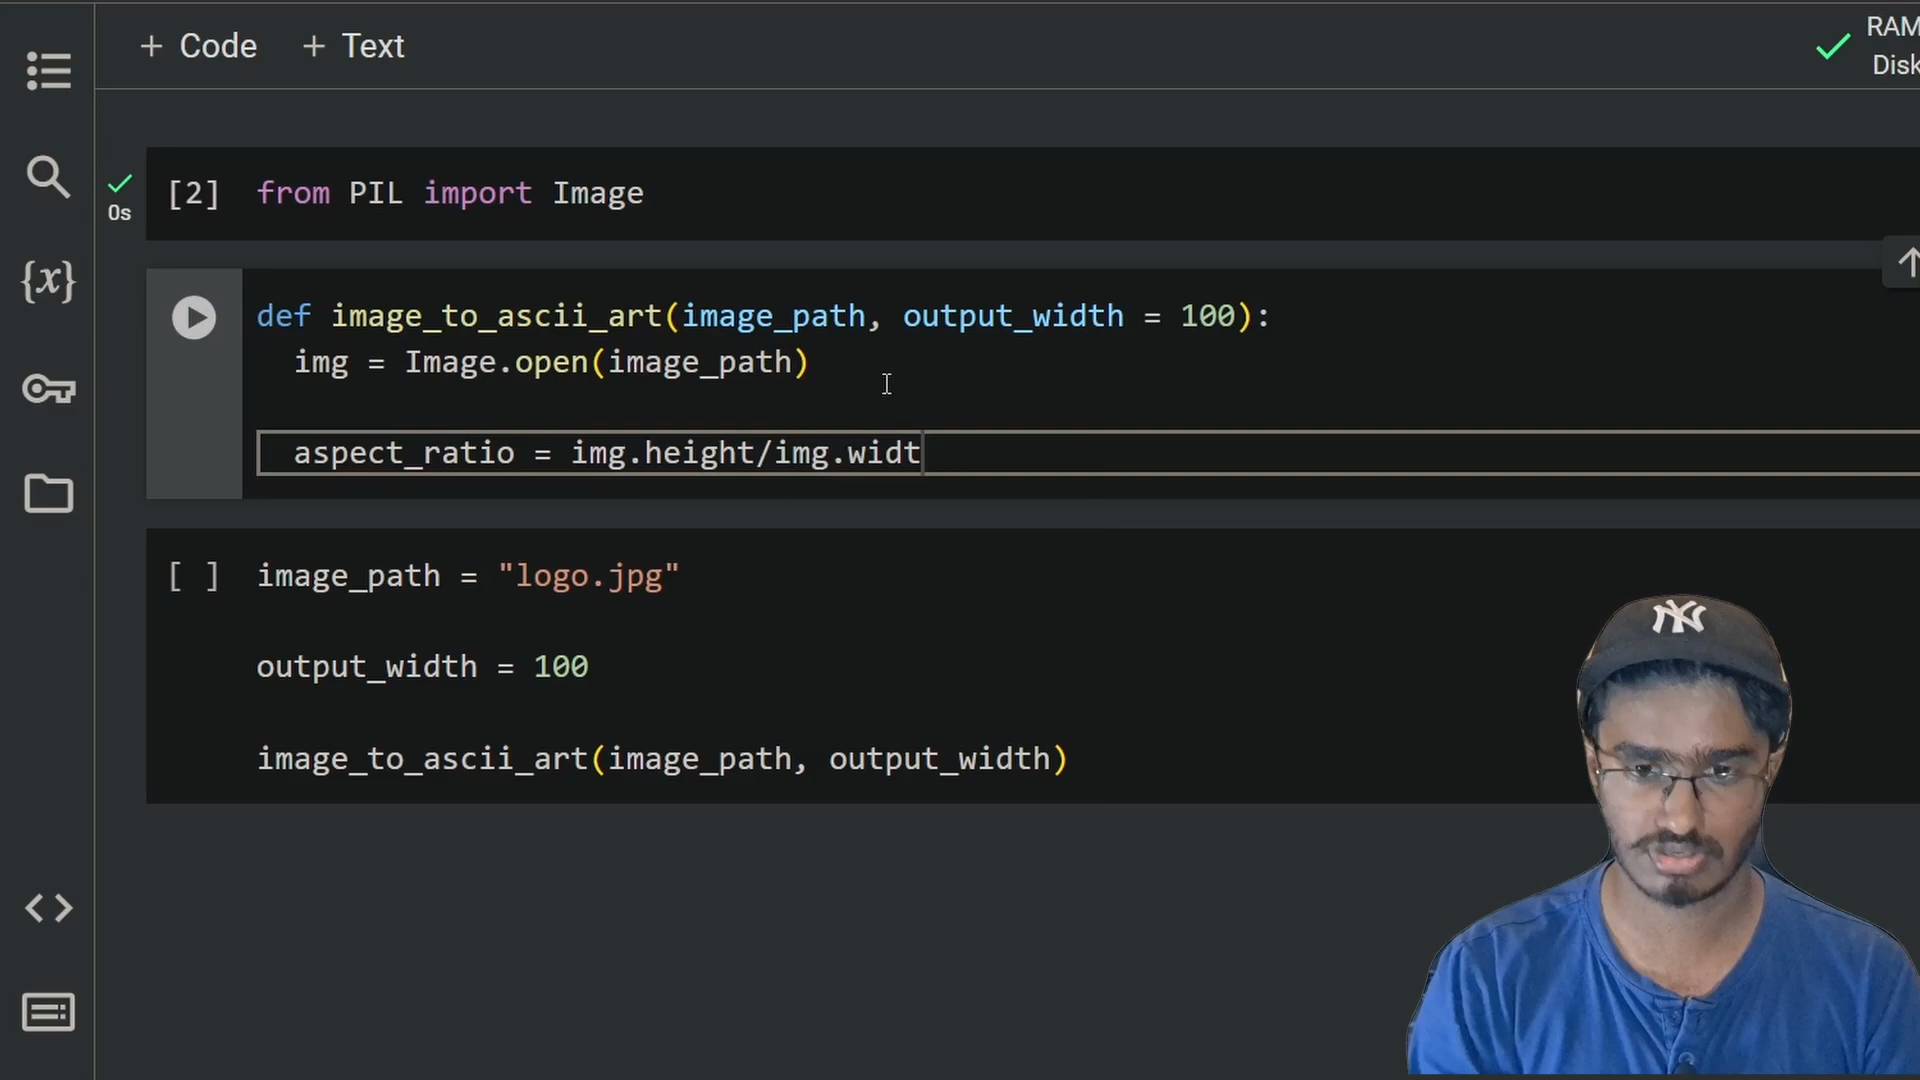 + Code + Text
RAM
Disk
[2] from PIL import Image
0s
{x}
def image_to_ascii_art(image_path, output_width = 100):
img = Image.open(image_path)
aspect_ratio = img.height/img.widt
[ ] image_path = "logo.jpg"
output_width = 100
image_to_ascii_art(image_path, output_width)
NY